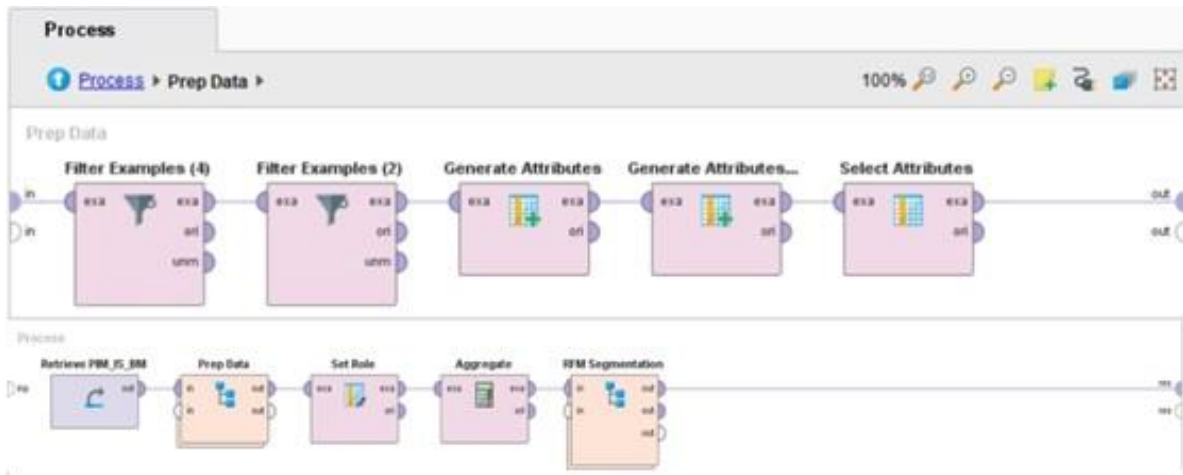 Process
Process ▸ Prep Data ▸ 100%
Prep Data
Filter Examples (4) Filter Examples (2) Generate Attributes Generate Attributes... Select Attributes
in exa exa exa exa exa exa exa exa exa exa out
in ori ori ori ori ori out
unm unm
Process
Retrieve PIM_IS_BM Prep Data Set Role Aggregate RFM Segmentation
out in out exa exa exa exa in out res
in out ori ori in out res
out